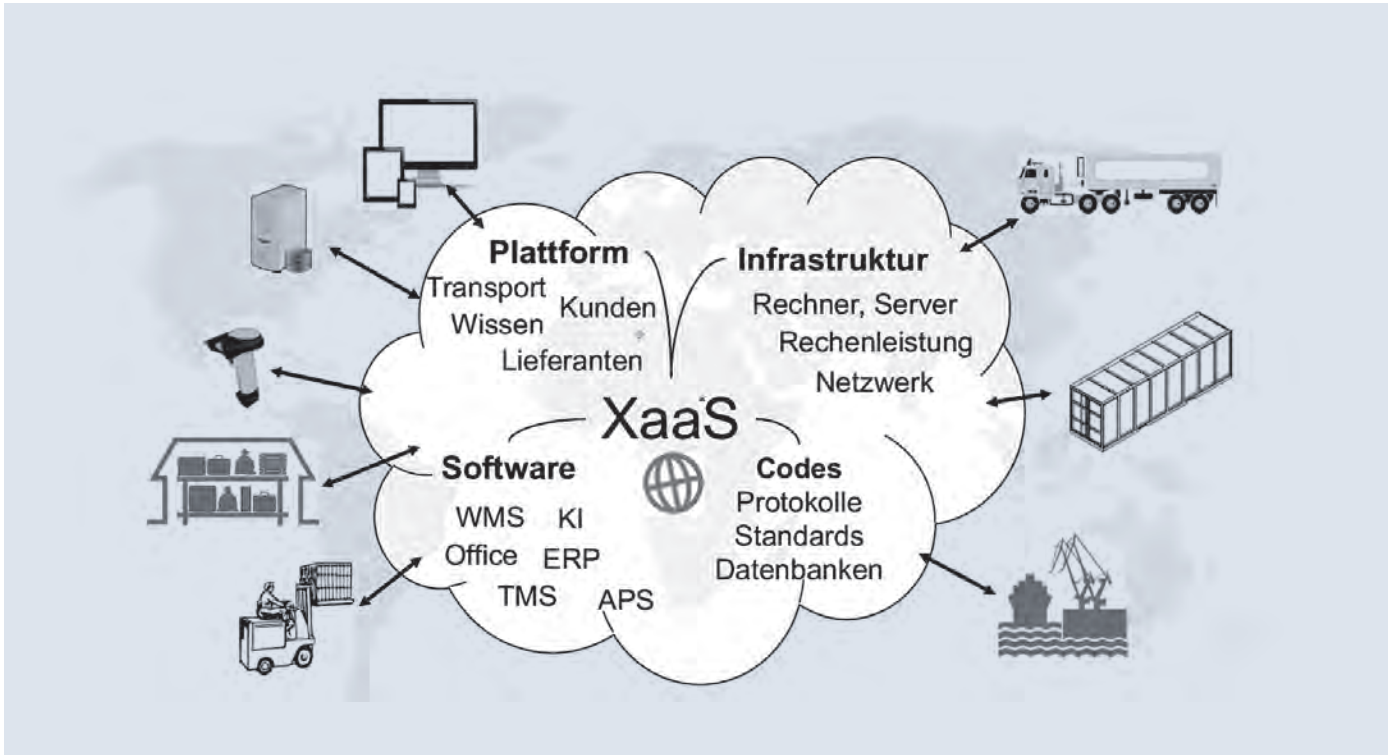 Plattform
Transport
Kunden
Wissen
Lieferanten
Infrastruktur
Rechner, Server
Rechenleistung
Netzwerk
XaaS
Software
WMS KI
Office ERP
TMS APS
Codes
Protokolle
Standards
Datenbanken